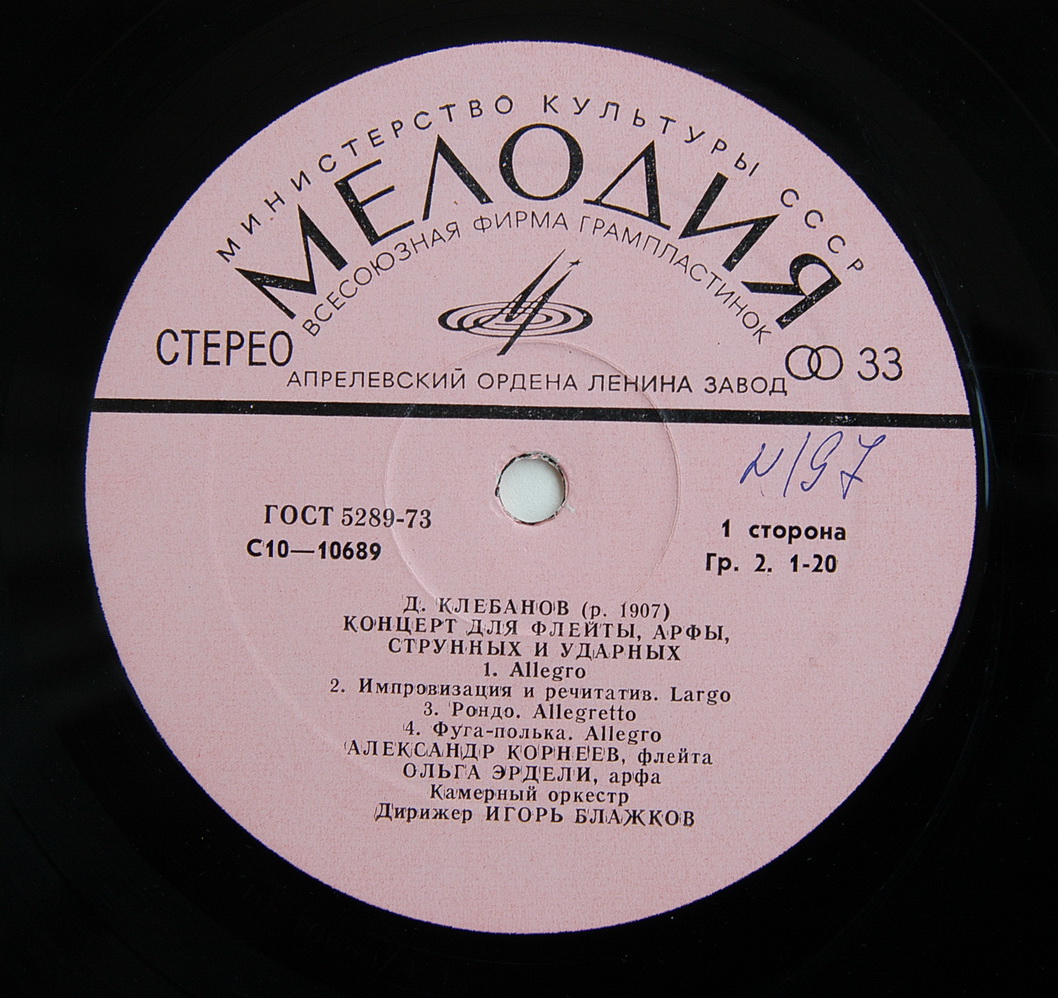 МИНИСТЕРСТВО КУЛЬТУРЫ СССР
МЕЛОДИЯ
ВСЕСОЮЗНАЯ ФИРМА ГРАМПЛАСТИНОК
СТЕРЕО
33
АПРЕЛЕВСКИЙ ОРДЕНА ЛЕНИНА ЗАВОД
N197
ГОСТ 5289-73
С10—10689
1 сторона
Гр. 2. 1-20
Д. КЛЕБАНОВ (р. 1907)
КОНЦЕРТ ДЛЯ ФЛЕЙТЫ, АРФЫ,
СТРУННЫХ И УДАРНЫХ
1. Allegro
2. Импровизация и речитатив. Largo
3. Рондо. Allegretto
4. Фуга-полька. Allegro
АЛЕКСАНДР КОРНЕЕВ, флейта
ОЛЬГА ЭРДЕЛИ, арфа
Камерный оркестр
Дирижер ИГОРЬ БЛАЖКОВ